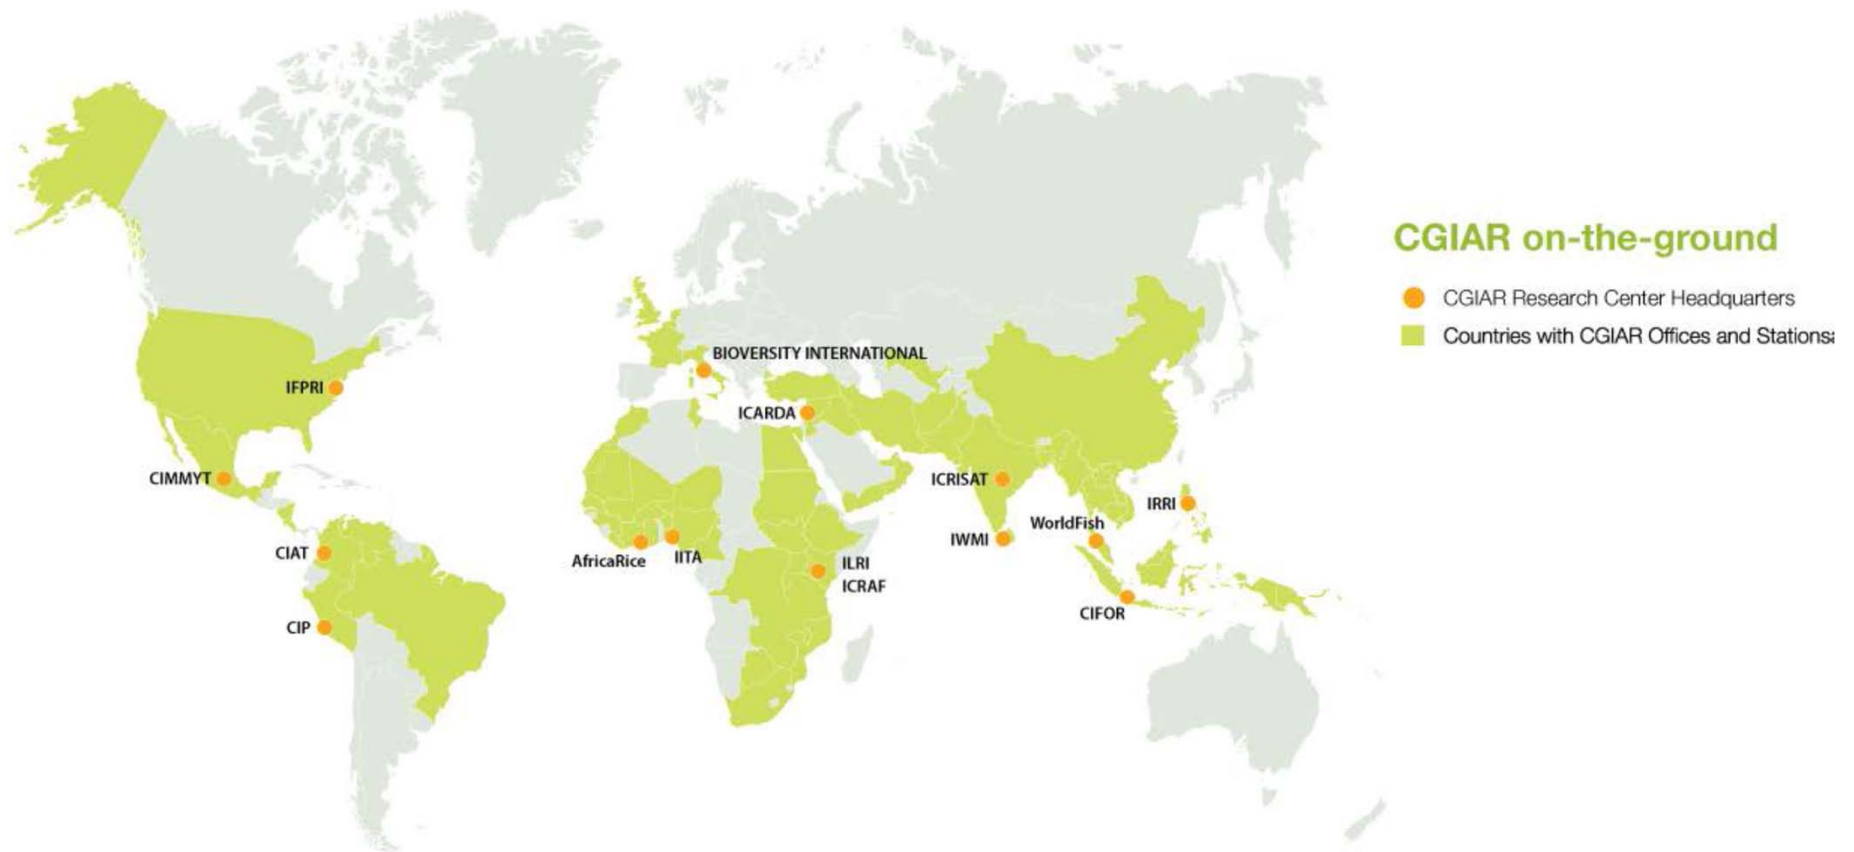 CGIAR on-the-ground
CGIAR Research Center Headquarters
Countries with CGIAR Offices and Stations
BIOVERSITY INTERNATIONAL
IFPRI
ICARDA
CIMMYT
ICRISAT
IRRI
WorldFish
IWMI
CIAT
AfricaRice
IITA
ILRI
ICRAF
CIFOR
CIP